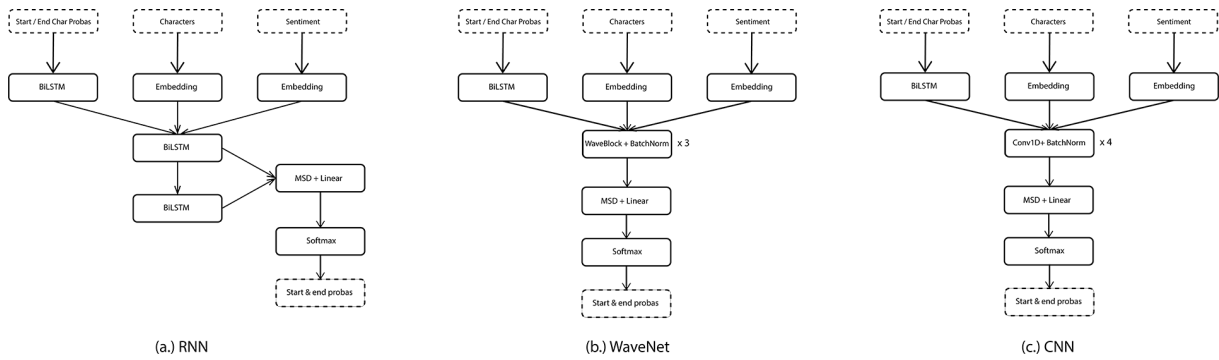 Start / End Char Probas
Characters
Sentiment
BiLSTM
Embedding
Embedding
BiLSTM
BiLSTM
MSD + Linear
Softmax
Start & end probas
(a.) RNN
Start / End Char Probas
Characters
Sentiment
BiLSTM
Embedding
Embedding
WaveBlock + BatchNorm x 3
MSD + Linear
Softmax
Start & end probas
(b.) WaveNet
Start / End Char Probas
Characters
Sentiment
BiLSTM
Embedding
Embedding
Conv1D+ BatchNorm x 4
MSD + Linear
Softmax
Start & end probas
(c.) CNN